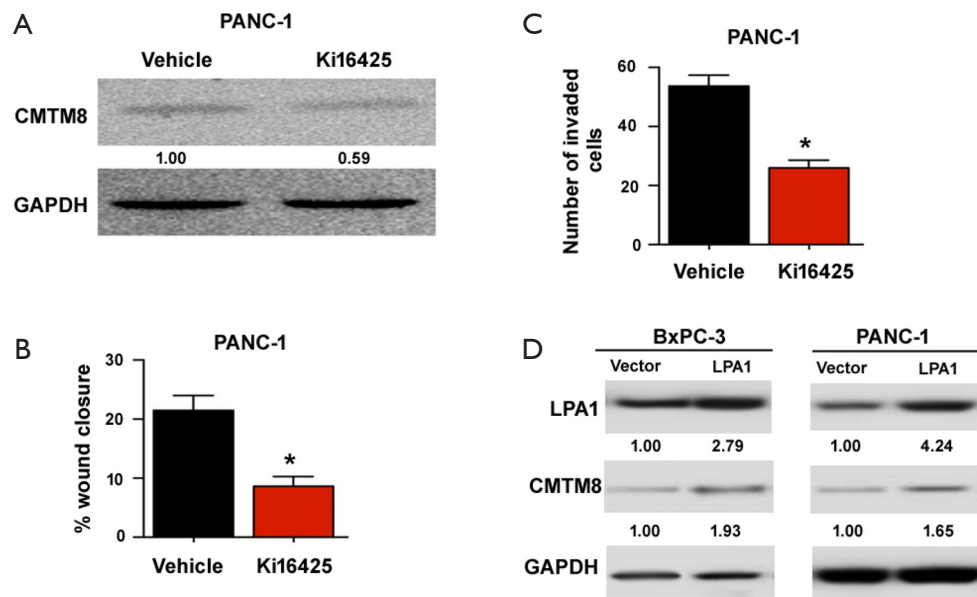 A
PANC-1
Vehicle Ki16425
CMTM8
1.00 0.59
GAPDH
B
PANC-1
% wound closure
30
20
10
0
*
Vehicle Ki16425
C
PANC-1
Number of invaded
cells
60
40
20
0
*
Vehicle Ki16425
D
BxPC-3 PANC-1
Vector LPA1 Vector LPA1
LPA1
1.00 2.79 1.00 4.24
CMTM8
1.00 1.93 1.00 1.65
GAPDH